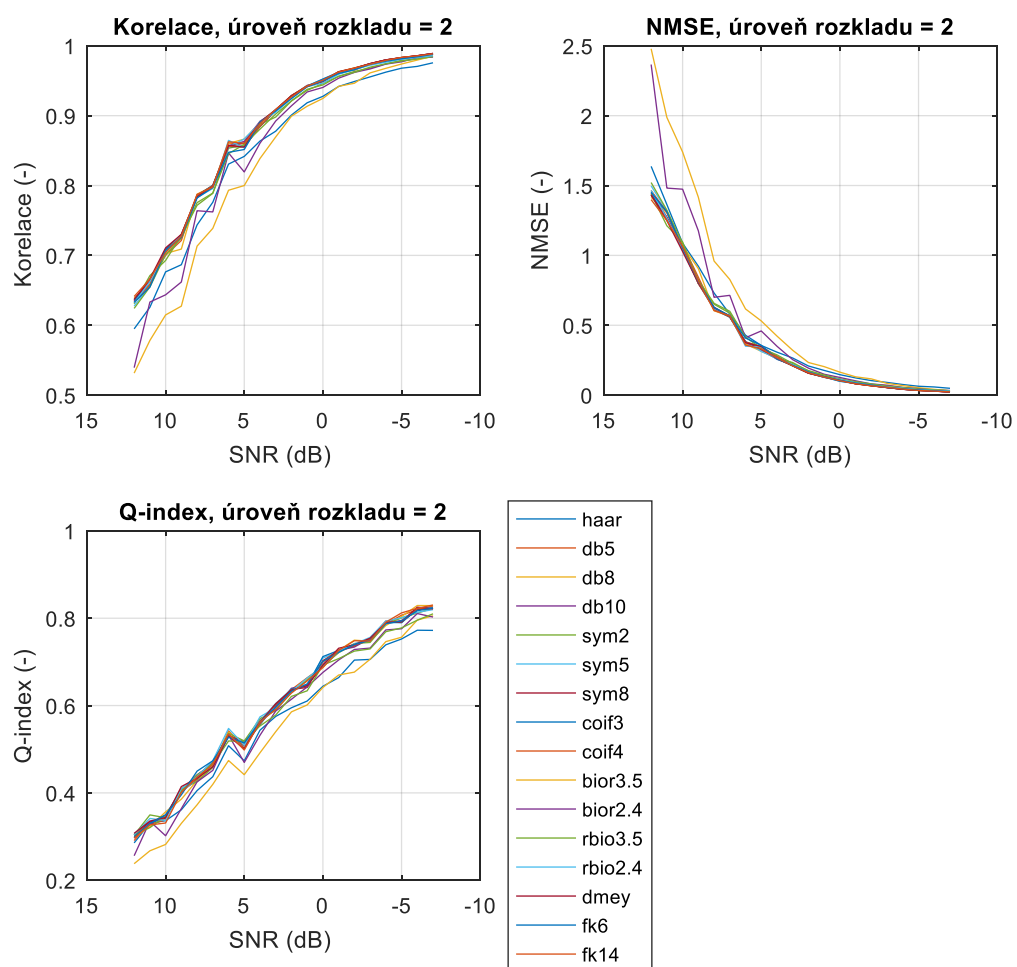 Korelace, úroveň rozkladu = 2
1
0.9
0.8
0.7
0.6
0.5
Korelace (-)
15 10 5 0 -5 -10
SNR (dB)
NMSE, úroveň rozkladu = 2
2.5
2
1.5
1
0.5
0
NMSE (-)
15 10 5 0 -5 -10
SNR (dB)
Q-index, úroveň rozkladu = 2
1
0.8
0.6
0.4
0.2
Q-index (-)
15 10 5 0 -5 -10
SNR (dB)
haar
db5
db8
db10
sym2
sym5
sym8
coif3
coif4
bior3.5
bior2.4
rbio3.5
rbio2.4
dmey
fk6
fk14